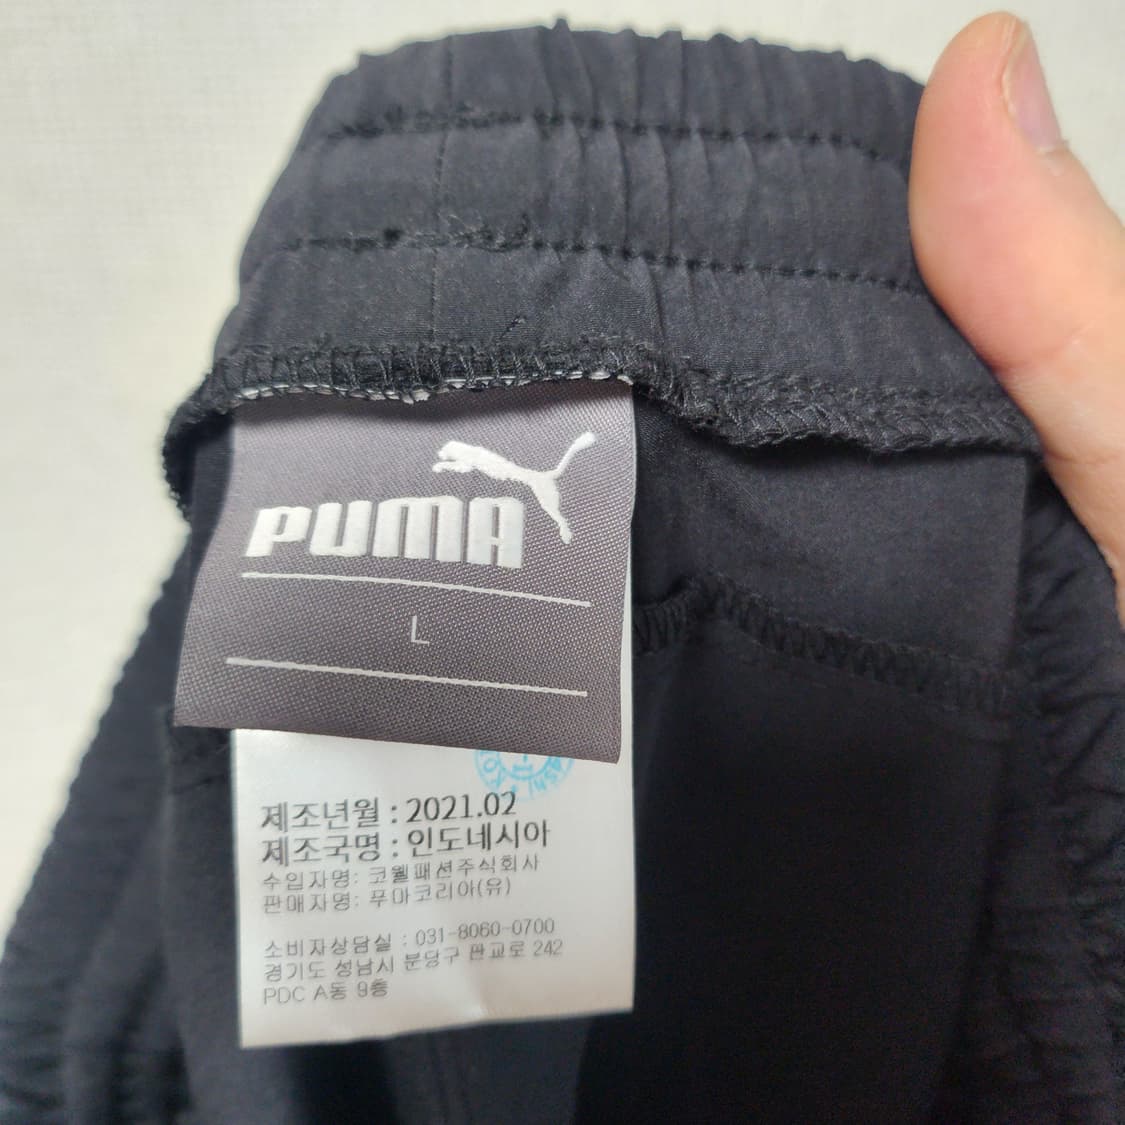 PUMA
L
제조년월 : 2021.02
제조국명 : 인도네시아
수입자명: 코웰패션주식회사
판매자명: 푸마코리아(유)
소비자상담실 : 031-8060-0700
경기도 성남시 분당구 판교로 242
PDC A동 9층